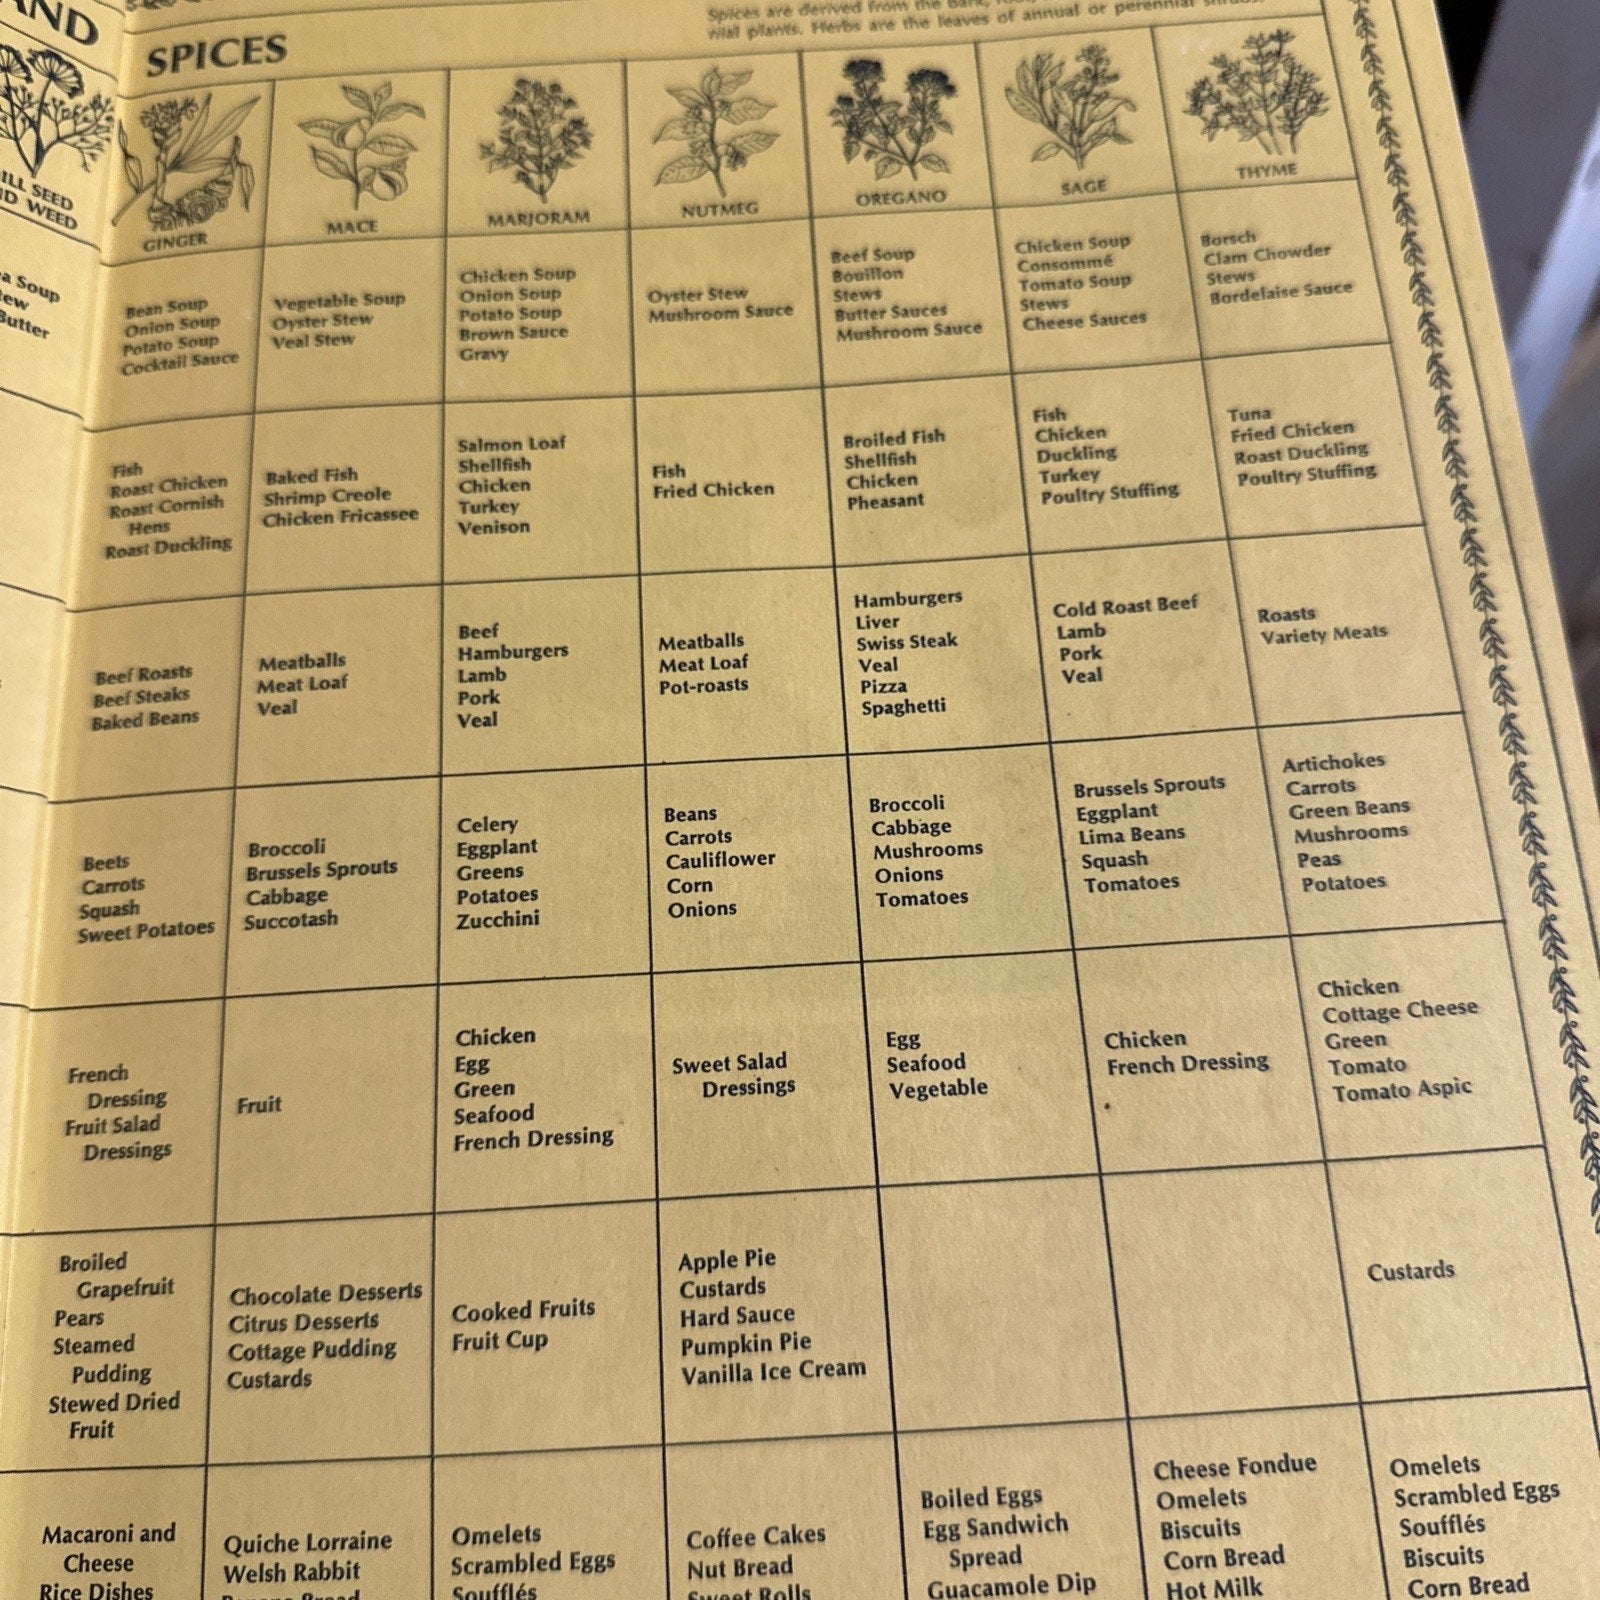 AND
SPICES
Spices are derived from the
nial plants. Herbs are the leaves of annual or perennial shrubs.
ILL SEED
ND WEED
GINGER
MACE
MARJORAM
NUTMEG
OREGANO
SAGE
THYME
a Soup
ew
Butter
Bean Soup
Onion Soup
Potato Soup
Cocktail Sauce
Vegetable Soup
Oyster Stew
Veal Stew
Chicken Soup
Onion Soup
Potato Soup
Brown Sauce
Gravy
Oyster Stew
Mushroom Sauce
Beef Soup
Bouillon
Stews
Butter Sauces
Mushroom Sauce
Chicken Soup
Consommé
Tomato Soup
Stews
Cheese Sauces
Borsch
Clam Chowder
Stews
Bordelaise Sauce
Fish
Roast Chicken
Roast Cornish
Hens
Roast Duckling
Baked Fish
Shrimp Creole
Chicken Fricassee
Salmon Loaf
Shellfish
Chicken
Turkey
Venison
Fish
Fried Chicken
Broiled Fish
Shellfish
Chicken
Pheasant
Fish
Chicken
Duckling
Turkey
Poultry Stuffing
Tuna
Fried Chicken
Roast Duckling
Poultry Stuffing
Beef Roasts
Beef Steaks
Baked Beans
Meatballs
Meat Loaf
Veal
Beef
Hamburgers
Lamb
Pork
Veal
Meatballs
Meat Loaf
Pot-roasts
Hamburgers
Liver
Swiss Steak
Veal
Pizza
Spaghetti
Cold Roast Beef
Lamb
Pork
Veal
Roasts
Variety Meats
Beets
Carrots
Squash
Sweet Potatoes
Broccoli
Brussels Sprouts
Cabbage
Succotash
Celery
Eggplant
Greens
Potatoes
Zucchini
Beans
Carrots
Cauliflower
Corn
Onions
Broccoli
Cabbage
Mushrooms
Onions
Tomatoes
Brussels Sprouts
Eggplant
Lima Beans
Squash
Tomatoes
Artichokes
Carrots
Green Beans
Mushrooms
Peas
Potatoes
French
Dressing
Fruit Salad
Dressings
Fruit
Chicken
Egg
Green
Seafood
French Dressing
Sweet Salad
Dressings
Egg
Seafood
Vegetable
Chicken
French Dressing
Chicken
Cottage Cheese
Green
Tomato
Tomato Aspic
Broiled
Grapefruit
Pears
Steamed
Pudding
Stewed Dried
Fruit
Chocolate Desserts
Citrus Desserts
Cottage Pudding
Custards
Cooked Fruits
Fruit Cup
Apple Pie
Custards
Hard Sauce
Pumpkin Pie
Vanilla Ice Cream
Custards
Macaroni and
Cheese
Rice Dishes
Quiche Lorraine
Welsh Rabbit
Omelets
Scrambled Eggs
Soufflés
Coffee Cakes
Nut Bread
Sweet Rolls
Boiled Eggs
Egg Sandwich
Spread
Guacamole Dip
Cheese Fondue
Omelets
Biscuits
Corn Bread
Hot Milk
Omelets
Scrambled Eggs
Soufflés
Biscuits
Corn Bread